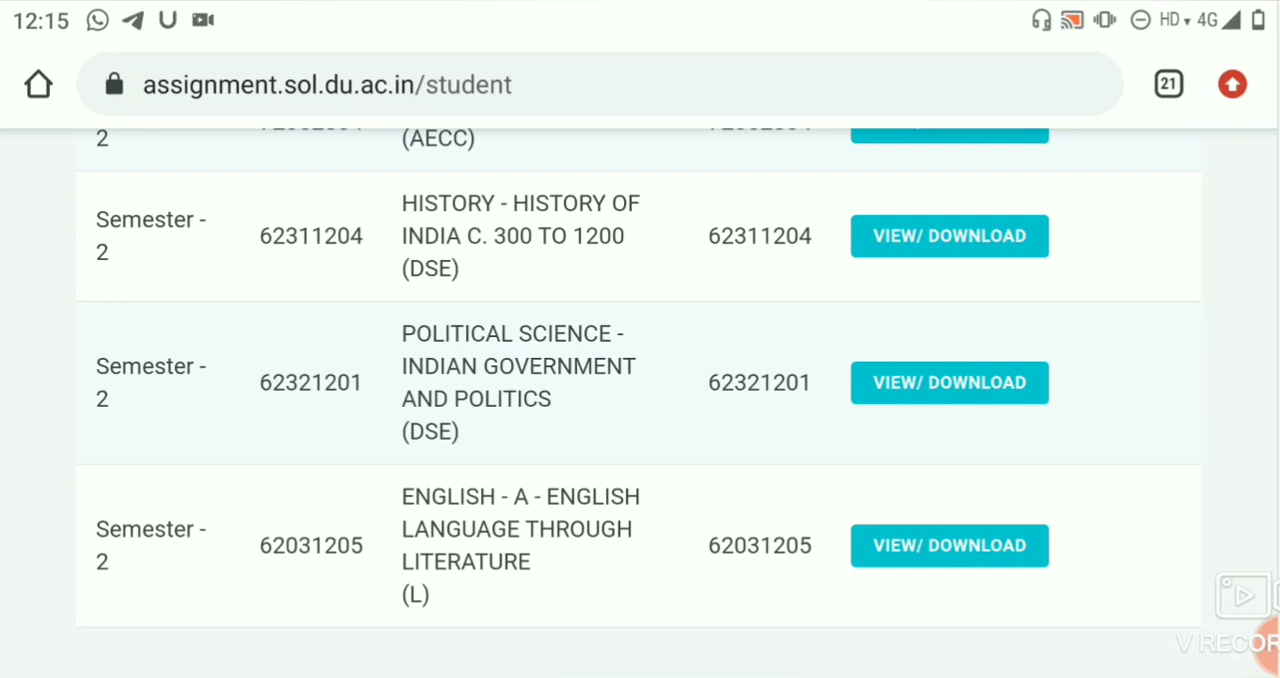 12:15
HD 4G
assignment.sol.du.ac.in/student
21
2
(AECC)
Semester -
2
62311204
HISTORY - HISTORY OF
INDIA C. 300 TO 1200
(DSE)
62311204
VIEW/ DOWNLOAD
Semester -
2
62321201
POLITICAL SCIENCE -
INDIAN GOVERNMENT
AND POLITICS
(DSE)
62321201
VIEW/ DOWNLOAD
Semester -
2
62031205
ENGLISH - A - ENGLISH
LANGUAGE THROUGH
LITERATURE
(L)
62031205
VIEW/ DOWNLOAD
V RECOR